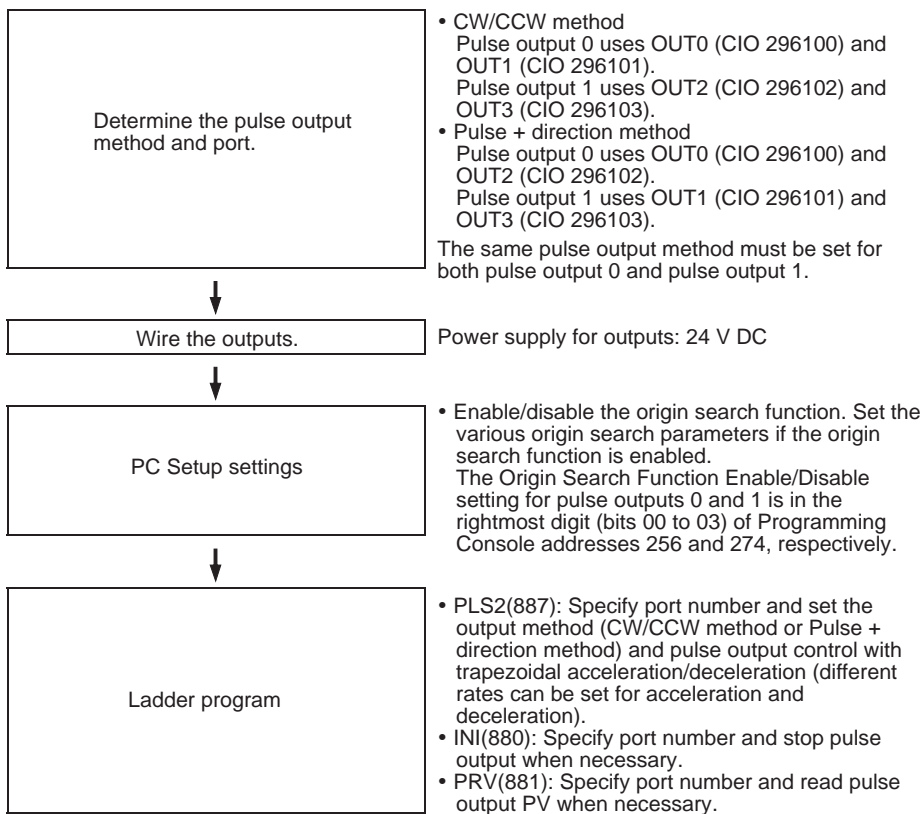 Determine the pulse output
method and port.
• CW/CCW method
Pulse output 0 uses OUT0 (CIO 296100) and
OUT1 (CIO 296101).
Pulse output 1 uses OUT2 (CIO 296102) and
OUT3 (CIO 296103).
• Pulse + direction method
Pulse output 0 uses OUT0 (CIO 296100) and
OUT2 (CIO 296102).
Pulse output 1 uses OUT1 (CIO 296101) and
OUT3 (CIO 296103).
The same pulse output method must be set for
both pulse output 0 and pulse output 1.
Wire the outputs.
Power supply for outputs: 24 V DC
PC Setup settings
• Enable/disable the origin search function. Set the
various origin search parameters if the origin
search function is enabled.
The Origin Search Function Enable/Disable
setting for pulse outputs 0 and 1 is in the
rightmost digit (bits 00 to 03) of Programming
Console addresses 256 and 274, respectively.
Ladder program
• PLS2(887): Specify port number and set the
output method (CW/CCW method or Pulse +
direction method) and pulse output control with
trapezoidal acceleration/deceleration (different
rates can be set for acceleration and
deceleration).
• INI(880): Specify port number and stop pulse
output when necessary.
• PRV(881): Specify port number and read pulse
output PV when necessary.